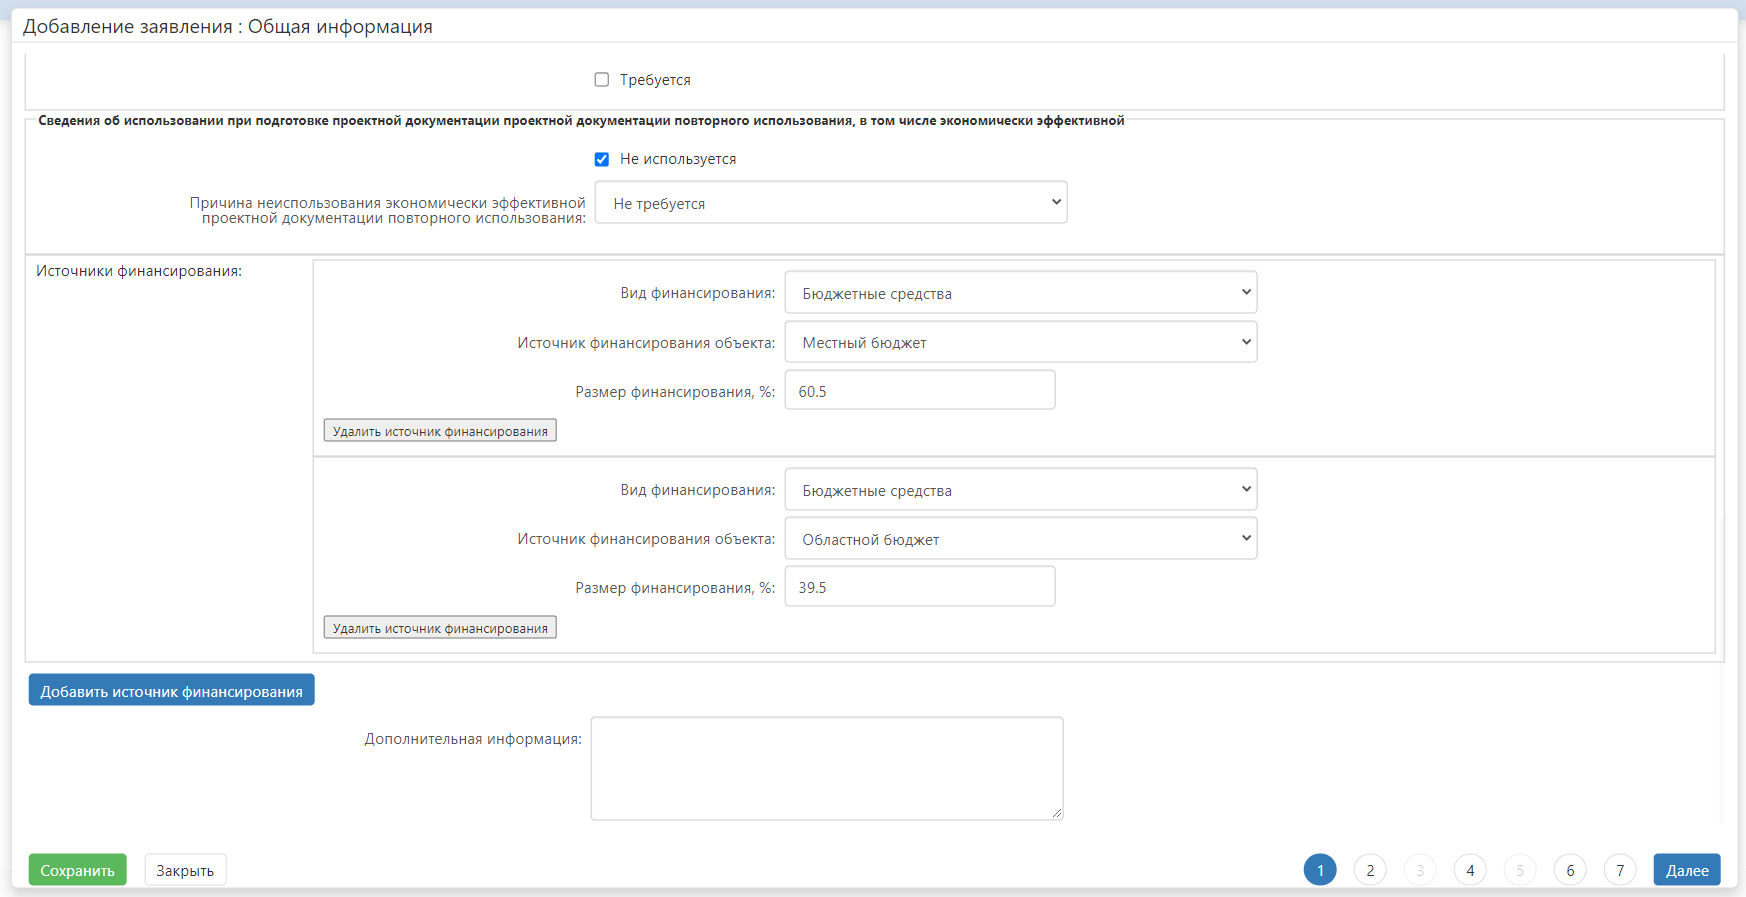 Добавление заявления : Общая информация
Требуется
Сведения об использовании при подготовке проектной документации проектной документации повторного использования, в том числе экономически эффективной
Не используется
Причина неиспользования экономически эффективной
проектной документации повторного использования:
Не требуется
Источники финансирования:
Вид финансирования: Бюджетные средства
Источник финансирования объекта: Местный бюджет
Размер финансирования, %: 60.5
Удалить источник финансирования
Вид финансирования: Бюджетные средства
Источник финансирования объекта: Областной бюджет
Размер финансирования, %: 39.5
Удалить источник финансирования
Добавить источник финансирования
Дополнительная информация:
Сохранить Закрыть 1 2 3 4 5 6 7 Далее